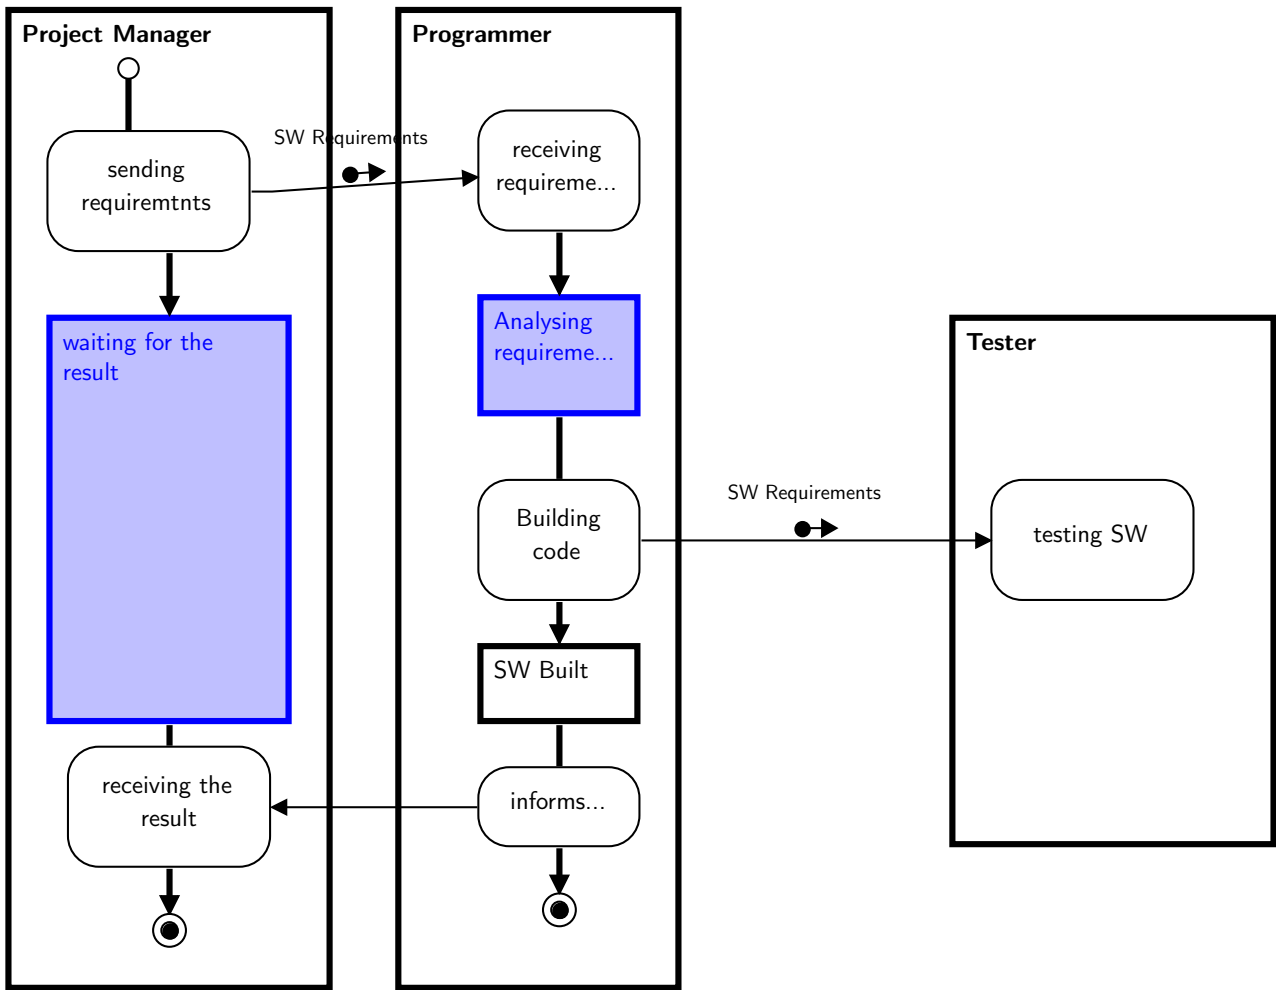 Project Manager
sending
requiremtnts
waiting for the
result
receiving the
result
SW Requirements
Programmer
receiving
requireme...
Analysing
requireme...
Building
code
SW Built
informs...
SW Requirements
Tester
testing SW